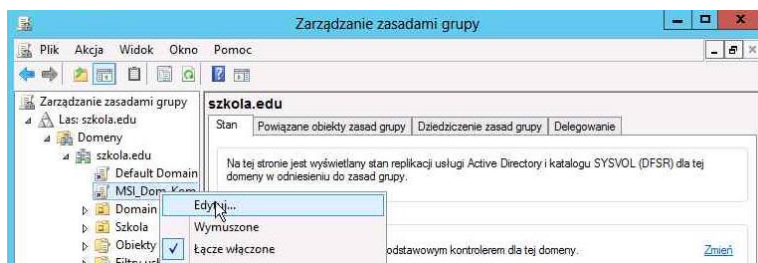 Zarządzanie zasadami grupy
Plik Akcja Widok Okno Pomoc
Zarządzanie zasadami grupy
Las: szkola.edu
Domeny
szkola.edu
Default Domain
MSI_Dom_Kom
Domain
Szkola
Obiekty
szkola.edu
Stan
Powiązane obiekty zasad grupy
Dziedziczenie zasad grupy
Delegowanie
Na tej stronie jest wyświetlany stan replikacji usługi Active Directory i katalogu SYSVOL (DFSR) dla tej
domeny w odniesieniu do zasad grupy.
Edytuj...
Wymuszone
Łącze włączone
odstawowym kontrolerem dla tej domeny.
Zmień